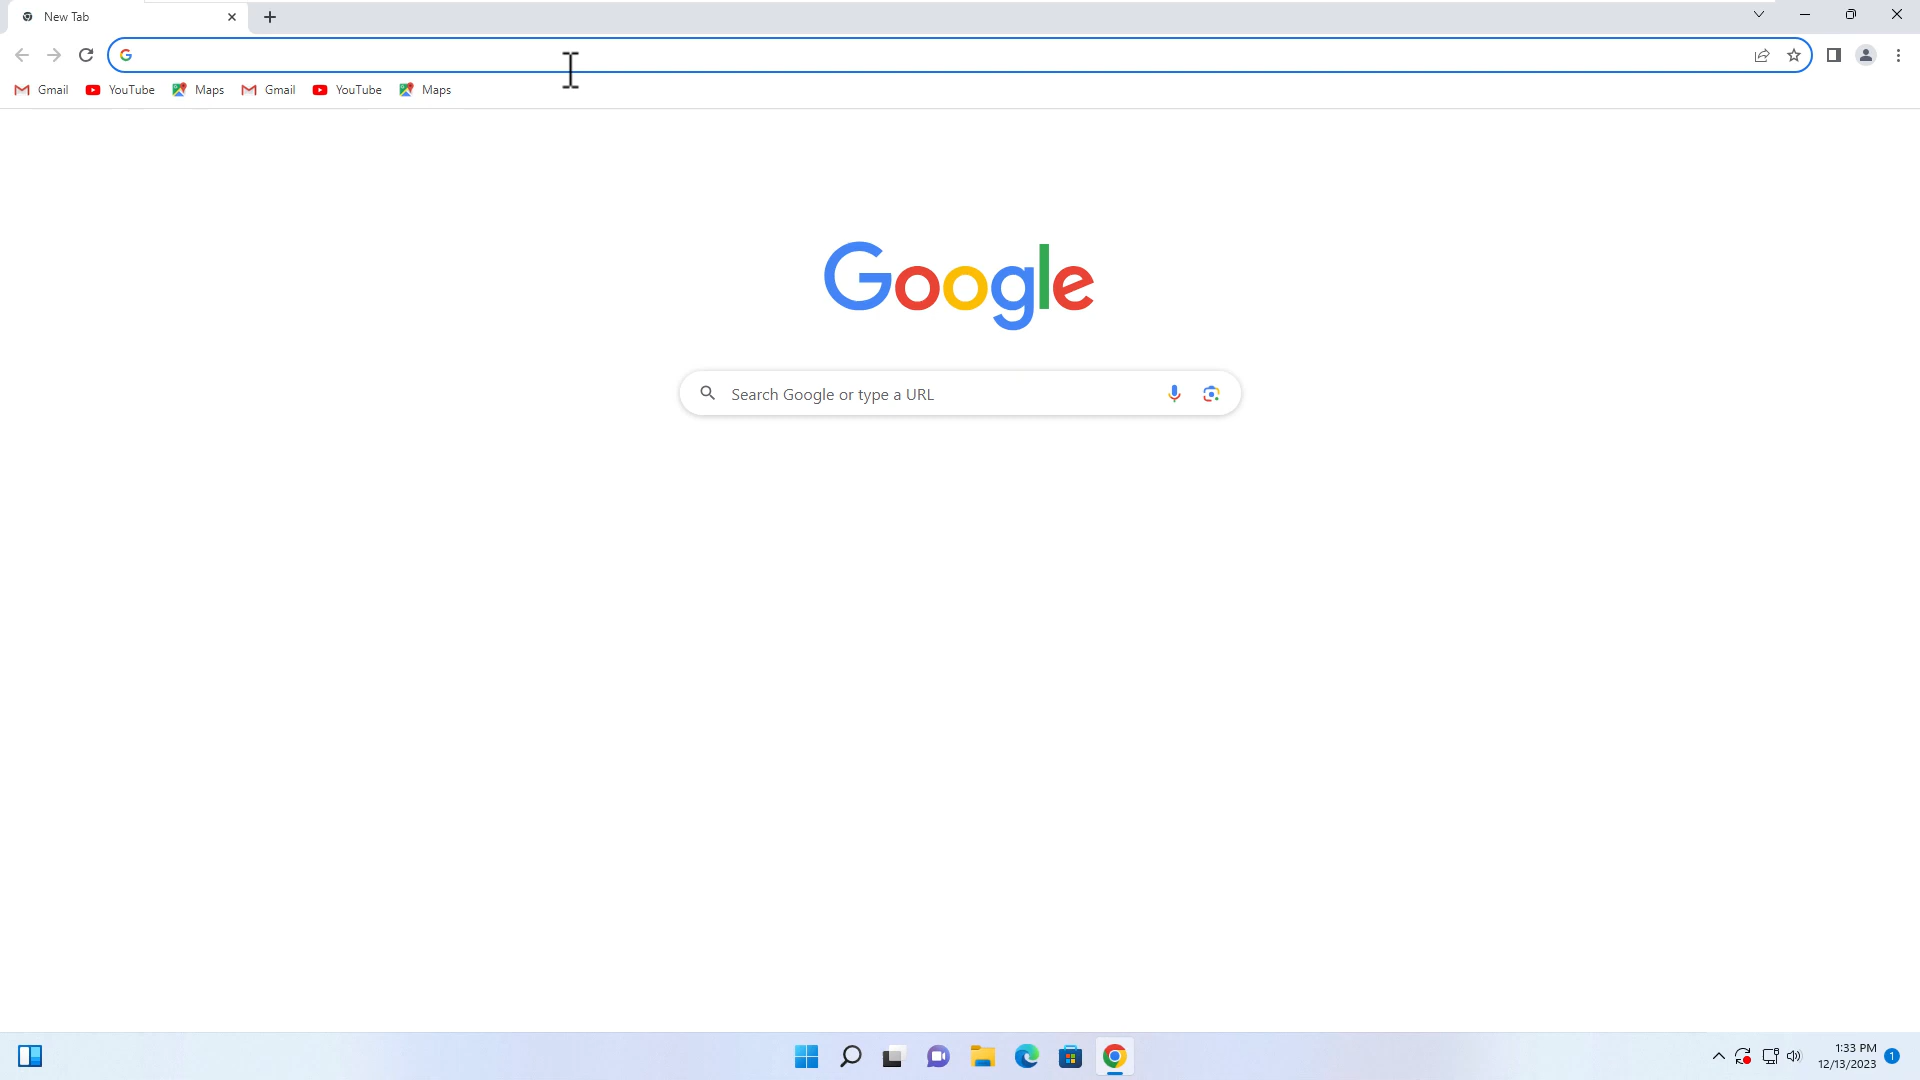 New Tab
Gmail YouTube Maps Gmail YouTube Maps
Google
Search Google or type a URL
1:33 PM
12/13/2023 1